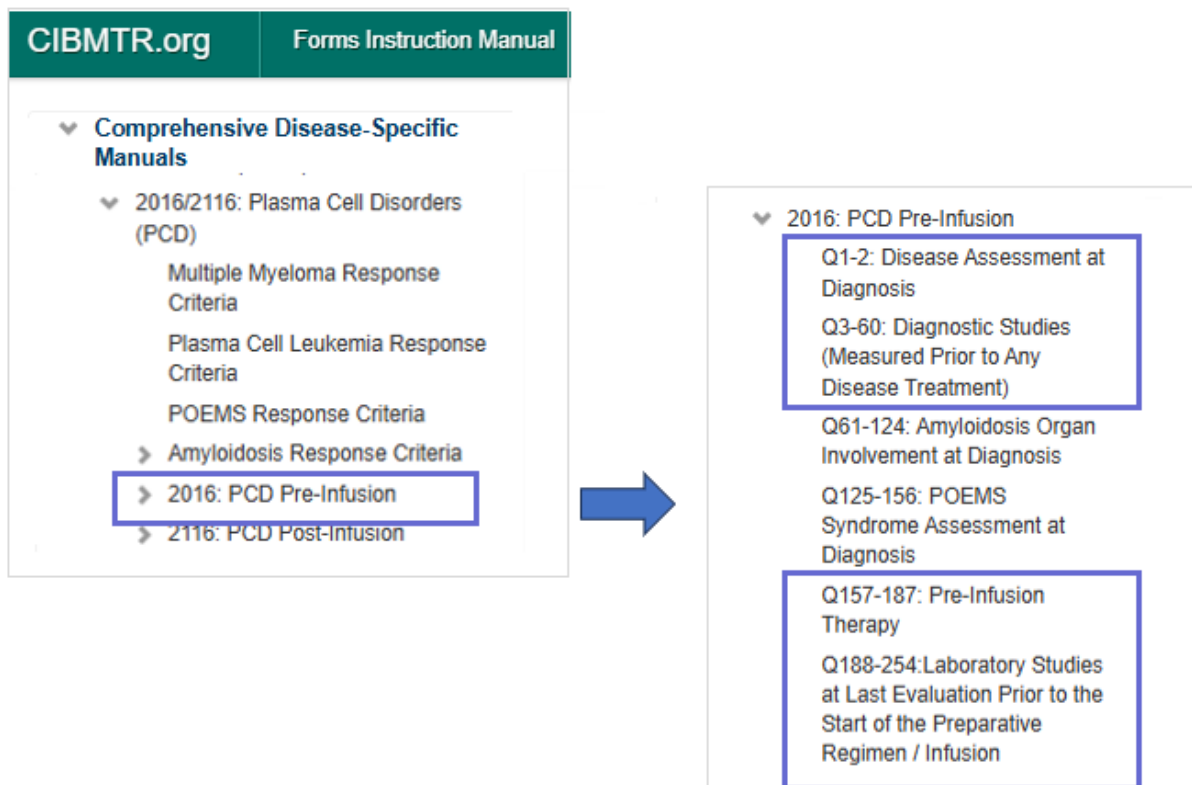 CIBMTR.org
Forms Instruction Manual
Comprehensive Disease-Specific
Manuals
2016/2116: Plasma Cell Disorders
(PCD)
Multiple Myeloma Response
Criteria
Plasma Cell Leukemia Response
Criteria
POEMS Response Criteria
Amyloidosis Response Criteria
2016: PCD Pre-Infusion
2116: PCD Post-Infusion
2016: PCD Pre-Infusion
Q1-2: Disease Assessment at
Diagnosis
Q3-60: Diagnostic Studies
(Measured Prior to Any
Disease Treatment)
Q61-124: Amyloidosis Organ
Involvement at Diagnosis
Q125-156: POEMS
Syndrome Assessment at
Diagnosis
Q157-187: Pre-Infusion
Therapy
Q188-254:Laboratory Studies
at Last Evaluation Prior to the
Start of the Preparative
Regimen / Infusion